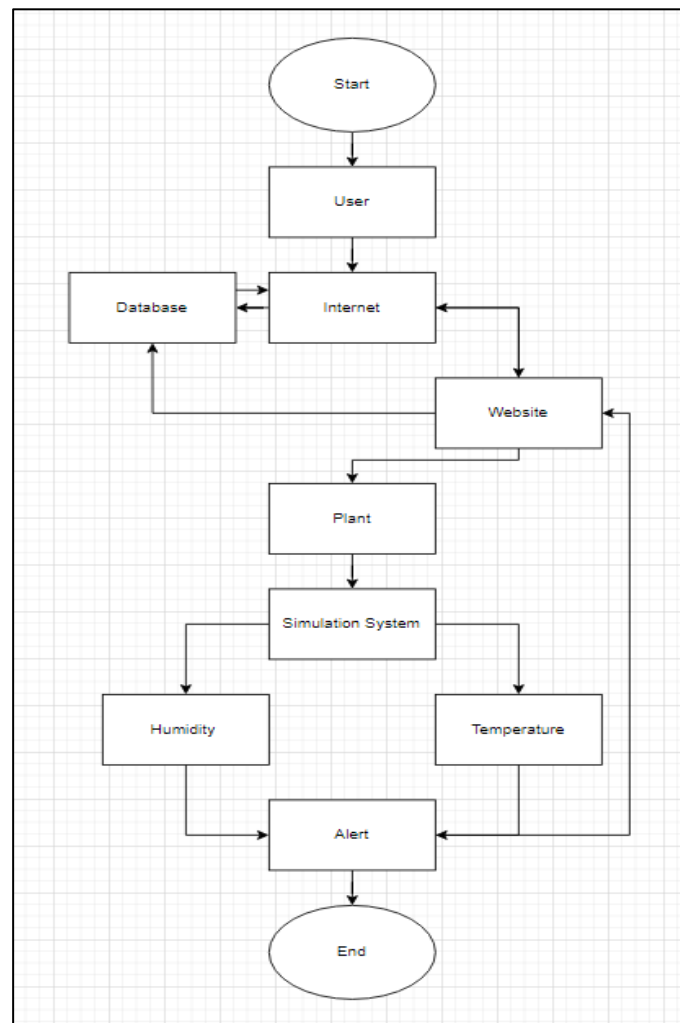 Start
User
Database
Internet
Website
Plant
Simulation System
Humidity
Temperature
Alert
End